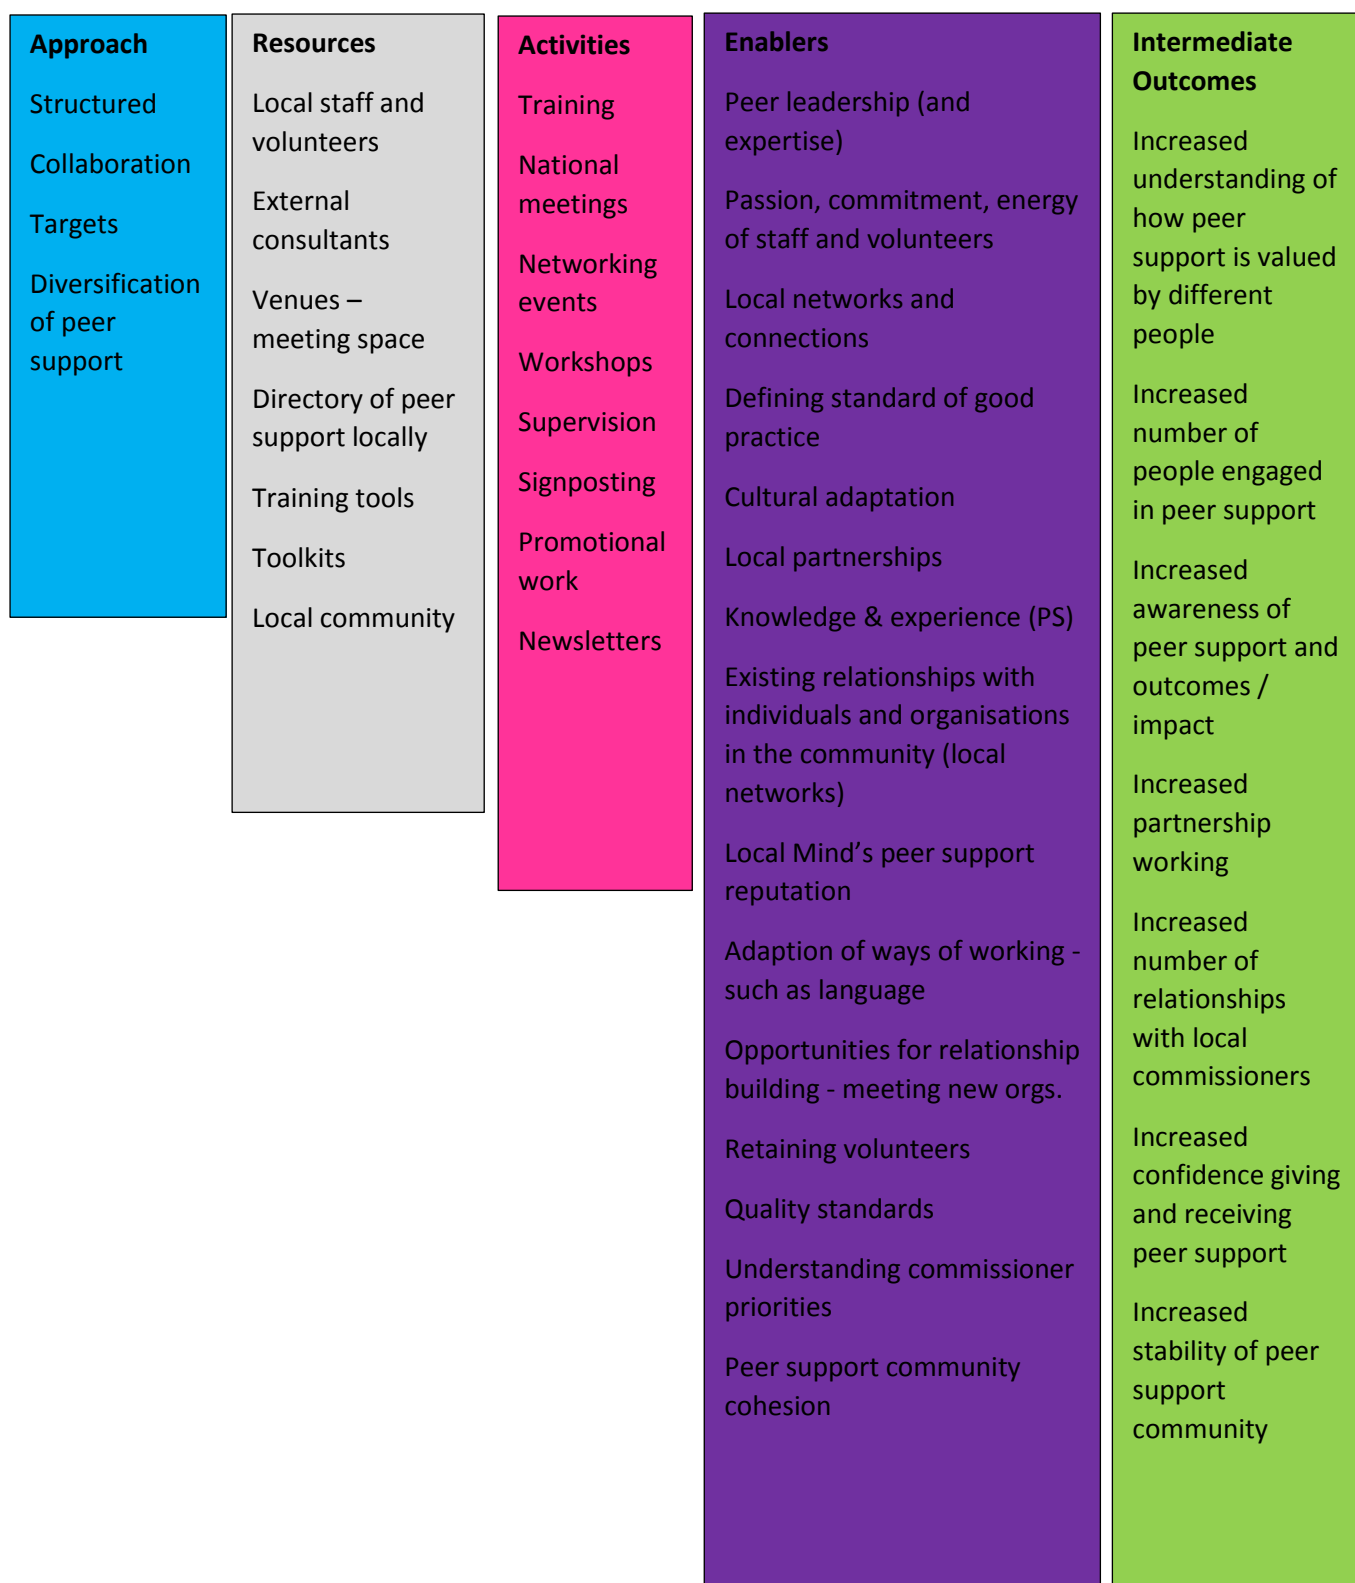 Approach
Structured
Collaboration
Targets
Diversification
of peer
support
Resources
Local staff and
volunteers
External
consultants
Venues –
meeting space
Directory of peer
support locally
Training tools
Toolkits
Local community
Activities
Training
National
meetings
Networking
events
Workshops
Supervision
Signposting
Promotional
work
Newsletters
Enablers
Peer leadership (and
expertise)
Passion, commitment, energy
of staff and volunteers
Local networks and
connections
Defining standard of good
practice
Cultural adaptation
Local partnerships
Knowledge & experience (PS)
Existing relationships with
individuals and organisations
in the community (local
networks)
Local Mind’s peer support
reputation
Adaption of ways of working -
such as language
Opportunities for relationship
building - meeting new orgs.
Retaining volunteers
Quality standards
Understanding commissioner
priorities
Peer support community
cohesion
Intermediate
Outcomes
Increased
understanding of
how peer
support is valued
by different
people
Increased
number of
people engaged
in peer support
Increased
awareness of
peer support and
outcomes /
impact
Increased
partnership
working
Increased
number of
relationships
with local
commissioners
Increased
confidence giving
and receiving
peer support
Increased
stability of peer
support
community